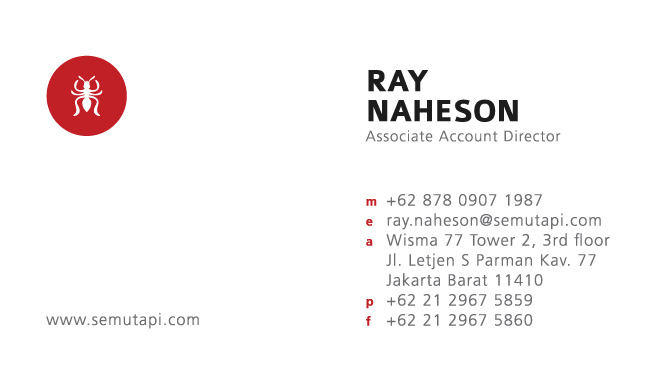 RAY
NAHESON
Associate Account Director
m +62 878 0907 1987
e ray.naheson@semutapi.com
a Wisma 77 Tower 2, 3rd floor
Jl. Letjen S Parman Kav. 77
Jakarta Barat 11410
p +62 21 2967 5859
f +62 21 2967 5860
www.semutapi.com